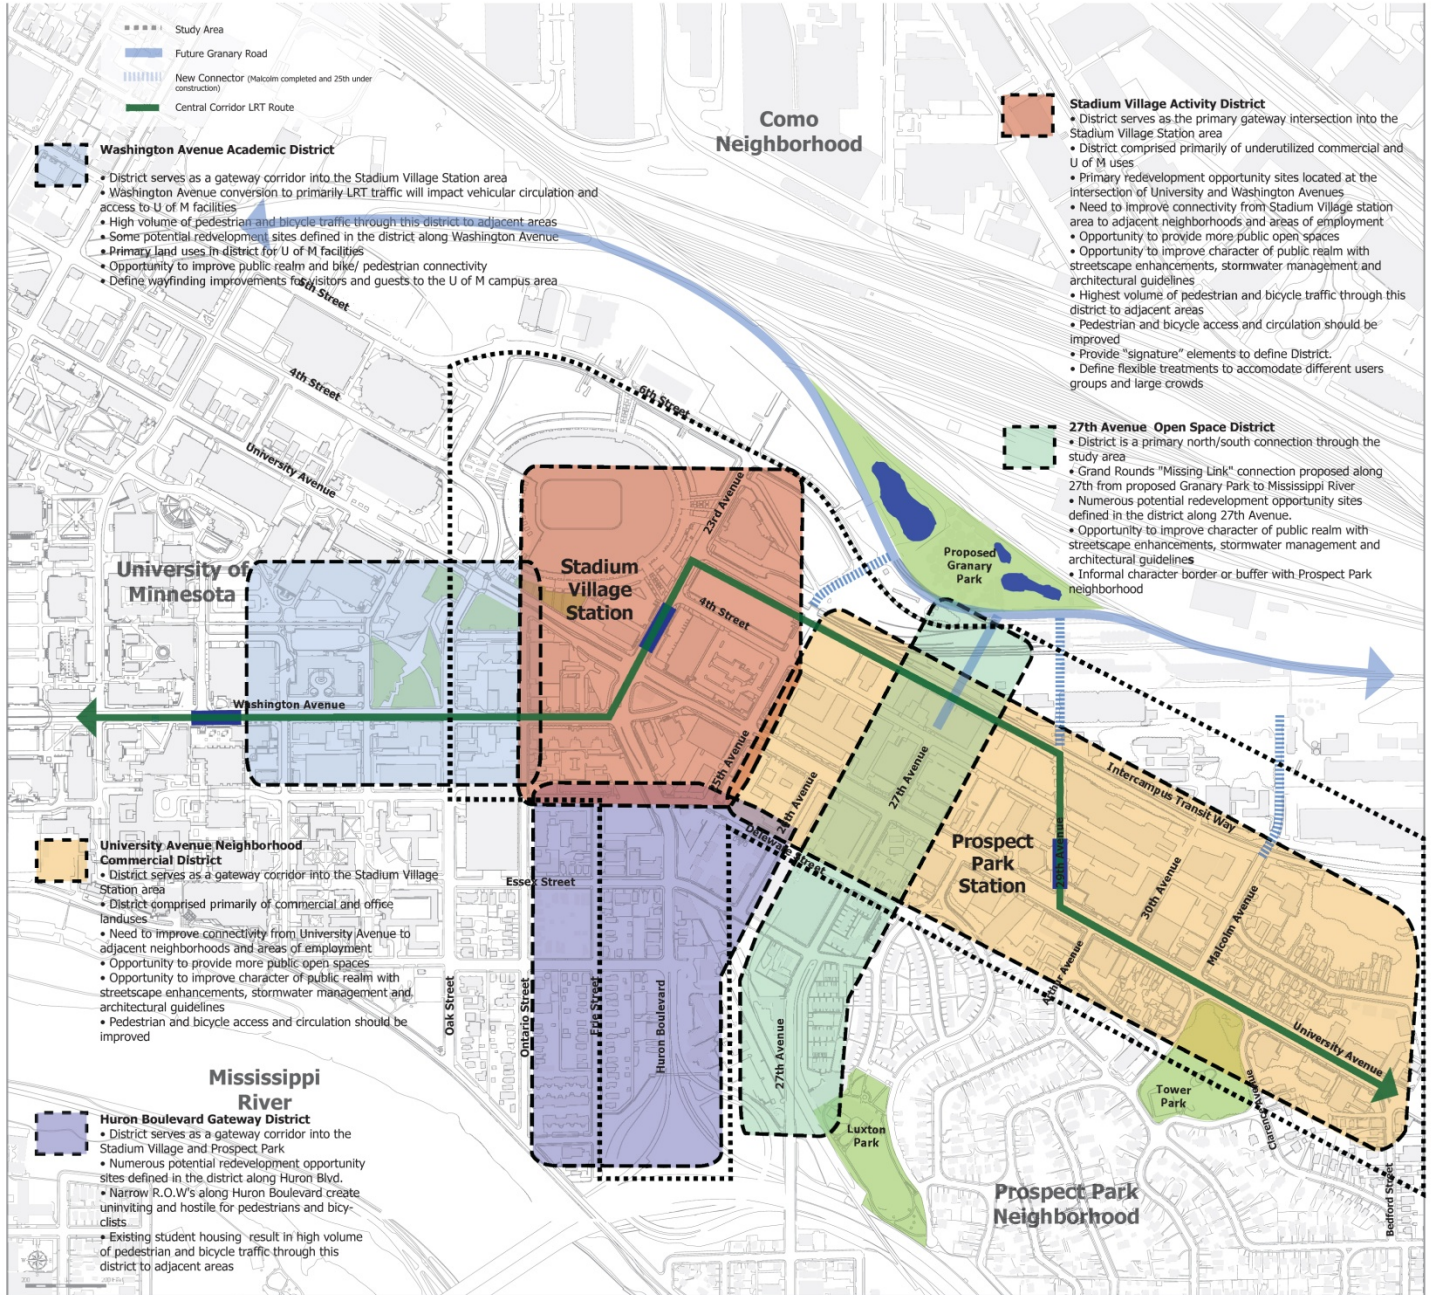 Study Area
Future Granary Road
New Connector (Malcolm completed and 25th under
construction)
Central Corridor LRT Route
Como
Neighborhood
Washington Avenue Academic District
• District serves as a gateway corridor into the Stadium Village Station area
• Washington Avenue conversion to primarily LRT traffic will impact vehicular circulation and
access to U of M facilities
• High volume of pedestrian and bicycle traffic through this district to adjacent areas
• Some potential redevelopment sites defined in the district along Washington Avenue
• Primary land uses in district for U of M facilities
• Opportunity to improve public realm and bike/ pedestrian connectivity
• Define wayfinding improvements for visitors and guests to the U of M campus area
Stadium Village Activity District
• District serves as the primary gateway intersection into the
Stadium Village Station area
• District comprised primarily of underutilized commercial and
U of M uses
• Primary redevelopment opportunity sites located at the
intersection of University and Washington Avenues
• Need to improve connectivity from Stadium Village station
area to adjacent neighborhoods and areas of employment
• Opportunity to provide more public open spaces
• Opportunity to improve character of public realm with
streetscape enhancements, stormwater management and
architectural guidelines
• Highest volume of pedestrian and bicycle traffic through this
district to adjacent areas
• Pedestrian and bicycle access and circulation should be
improved
• Provide “signature” elements to define District.
• Define flexible treatments to accomodate different users
groups and large crowds
27th Avenue  Open Space District
• District is a primary north/south connection through the
study area
• Grand Rounds "Missing Link" connection proposed along
27th from proposed Granary Park to Mississippi River
• Numerous potential redevelopment opportunity sites
defined in the district along 27th Avenue.
• Opportunity to improve character of public realm with
streetscape enhancements, stormwater management and
architectural guidelines
• Informal character border or buffer with Prospect Park
neighborhood
5th Street
4th Street
University Avenue
6th Street
23rd Avenue
University of
Minnesota
Stadium
Village
Station
4th Street
Proposed
Granary
Park
Washington Avenue
25th Avenue
26th Avenue
27th Avenue
Delaware Street
Intercampus Transit Way
Prospect
Park
Station
29th Avenue
30th Avenue
Malcolm Avenue
Arthur Avenue
University Avenue
University Avenue Neighborhood
Commercial District
• District serves as a gateway corridor into the Stadium Village
Station area
• District comprised primarily of commercial and office
landuses
• Need to improve connectivity from University Avenue to
adjacent neighborhoods and areas of employment
• Opportunity to provide more public open spaces
• Opportunity to improve character of public realm with
streetscape enhancements, stormwater management and
architectural guidelines
• Pedestrian and bicycle access and circulation should be
improved
Essex Street
Oak Street
Ontario Street
Erie Street
Huron Boulevard
27th Avenue
Luxton
Park
Tower
Park
Clarence Avenue
Bedford Street
Mississippi
River
Prospect Park
Neighborhood
Huron Boulevard Gateway District
• District serves as a gateway corridor into the
Stadium Village and Prospect Park
• Numerous potential redevelopment opportunity
sites defined in the district along Huron Blvd.
• Narrow R.O.W's along Huron Boulevard create
uninviting and hostile for pedestrians and bicy-
clists
• Existing student housing  result in high volume
of pedestrian and bicycle traffic through this
district to adjacent areas